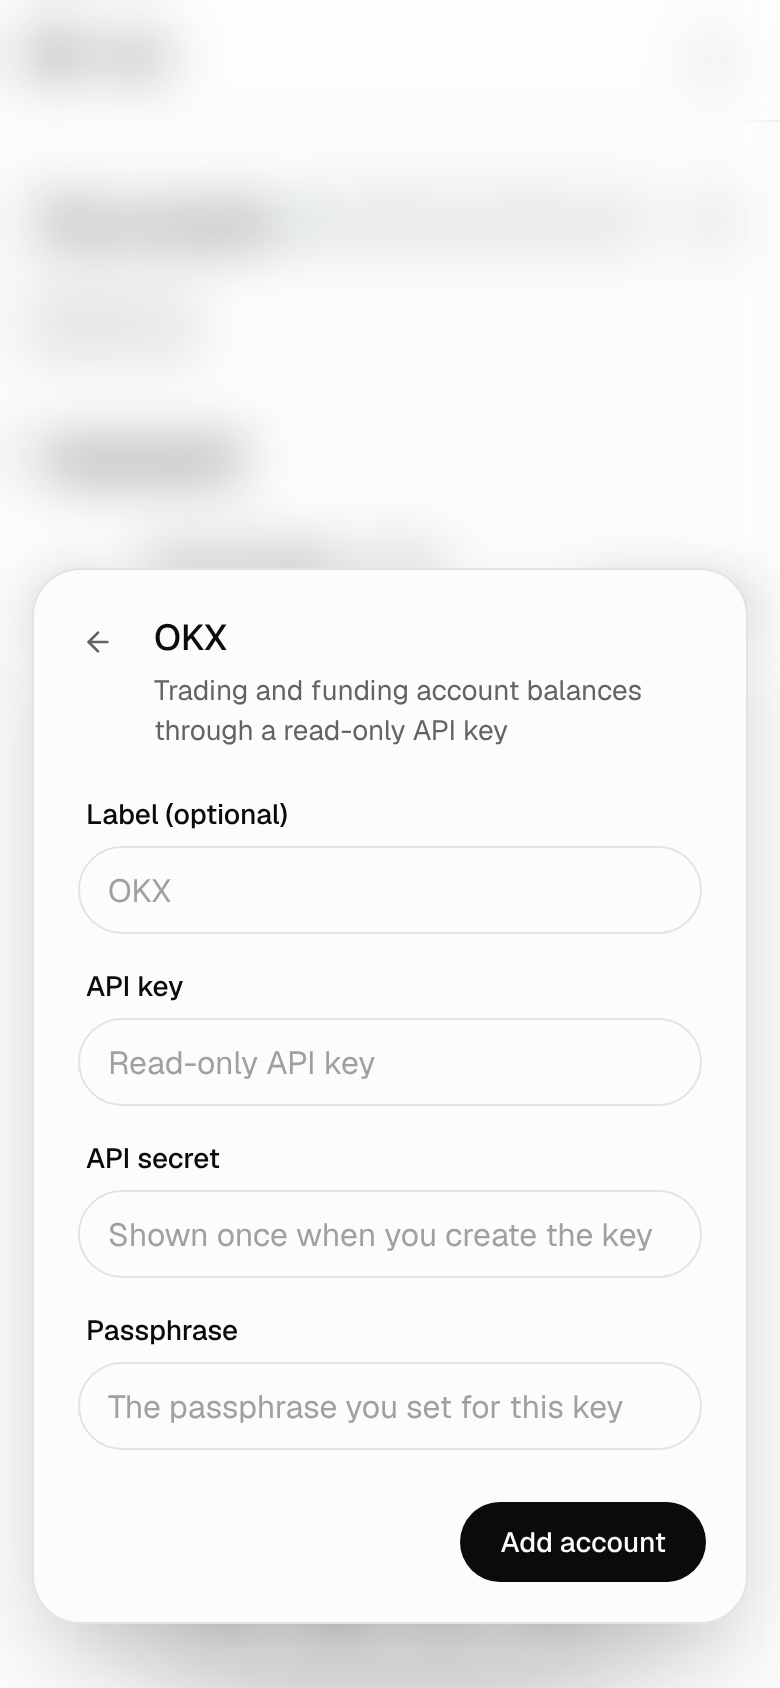 OKX
Trading and funding account balances
through a read-only API key
Label (optional)
OKX
API key
Read-only API key
API secret
Shown once when you create the key
Passphrase
The passphrase you set for this key
Add account